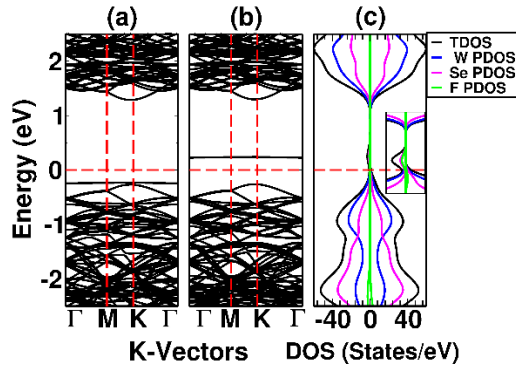 (a) (b) (c)
TDOS
W PDOS
Se PDOS
F PDOS
Energy (eV)
2
1
0
-1
-2
Γ M K Γ Γ M K Γ -40 0 40
K-Vectors DOS (States/eV)